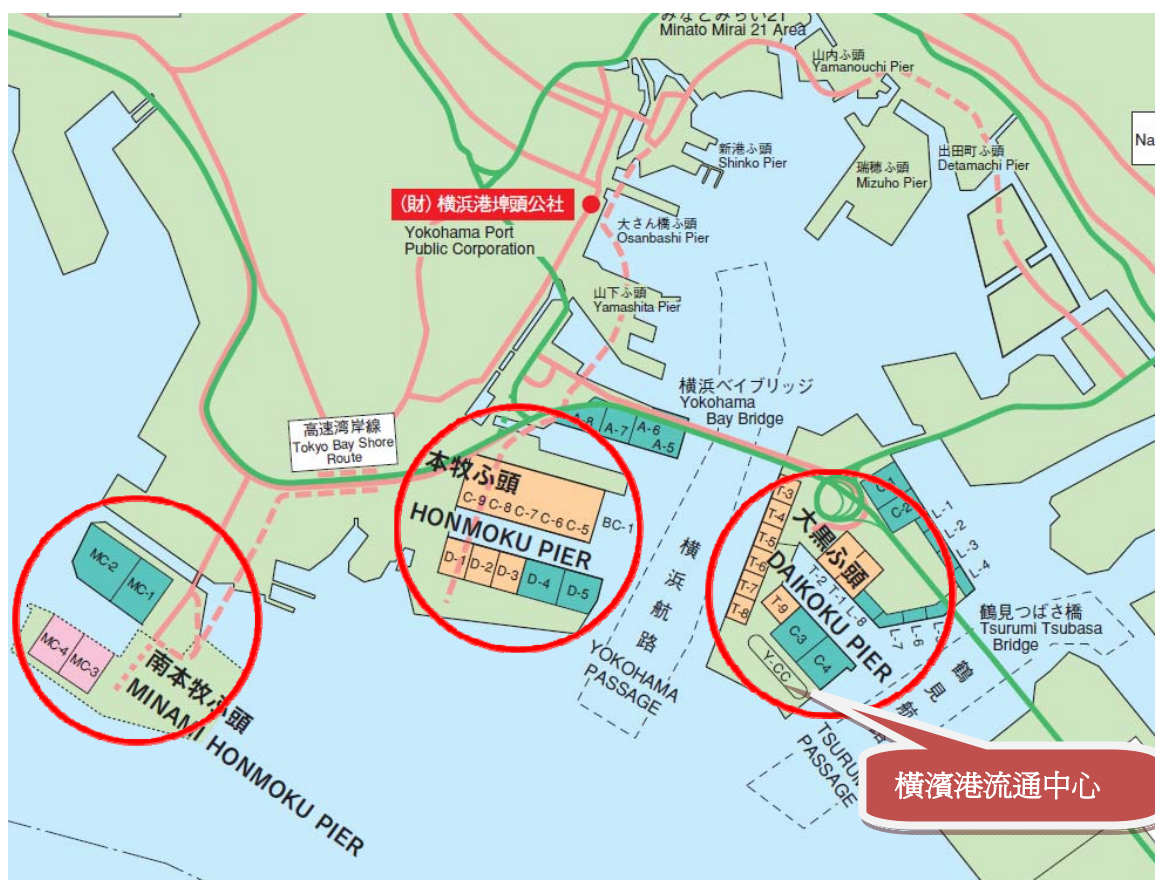 みなとみらい21
Minato Mirai 21 Area
山内ふ頭
Yamanouchi Pier
Na
新港ふ頭
Shinko Pier
瑞穂ふ頭
Mizuho Pier
出田町ふ頭
Detamachi Pier
(財)横浜港埠頭公社
Yokohama Port
Public Corporation
大さん橋ふ頭
Osanbashi Pier
山下ふ頭
Yamashita Pier
横浜ベイブリッジ
Yokohama
Bay Bridge
高速湾岸線
Tokyo Bay Shore
Route
A-8
A-7
A-6
A-5
本牧ふ頭
C-9 C-8 C-7 C-6 C-5
BC-1
HONMOKU PIER
D-1
D-2
D-3
D-4
D-5
横浜航路
YOKOHAMA
PASSAGE
T-3
T-4
T-5
T-6
T-7
T-8
大黒ふ頭
DAIKOKU PIER
C-1
C-2
L-1
L-2
L-3
L-4
T-2
T-1
L-8
L-7
L-6
L-5
T-9
C-3
C-4
Y-CC
鶴見つばさ橋
Tsurumi Tsubasa
Bridge
鶴見航路
TSURUMI
PASSAGE
橫濱港流通中心
MC-2
MC-1
MC-4
MC-3
南本牧ふ頭
MINAMI HONMOKU PIER